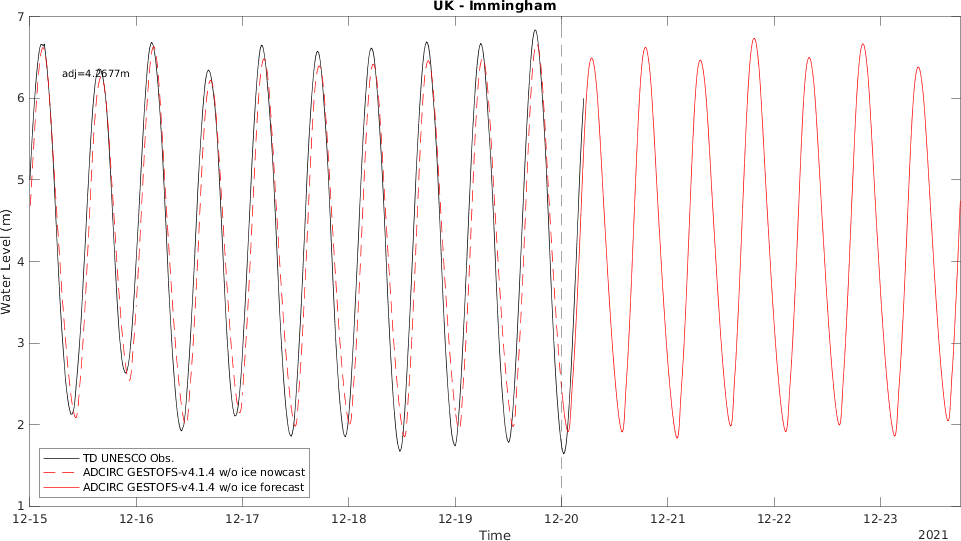 UK - Immingham
7
6
5
4
3
2
1
Water Level (m)
adj=4.2677m
TD UNESCO Obs.
ADCIRC GESTOFS-v4.1.4 w/o ice nowcast
ADCIRC GESTOFS-v4.1.4 w/o ice forecast
12-15 12-16 12-17 12-18 12-19 12-20 12-21 12-22 12-23
Time
2021